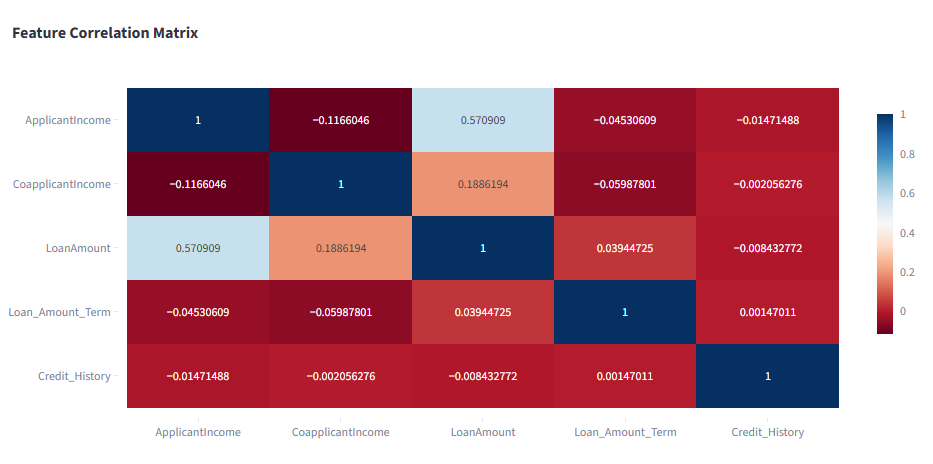 Feature Correlation Matrix
ApplicantIncome 1 −0.1166046 0.570909 −0.04530609 −0.01471488
CoapplicantIncome −0.1166046 1 0.1886194 −0.05987801 −0.002056276
LoanAmount 0.570909 0.1886194 1 0.03944725 −0.008432772
Loan_Amount_Term −0.04530609 −0.05987801 0.03944725 1 0.00147011
Credit_History −0.01471488 −0.002056276 −0.008432772 0.00147011 1
ApplicantIncome CoapplicantIncome LoanAmount Loan_Amount_Term Credit_History
1
0.8
0.6
0.4
0.2
0